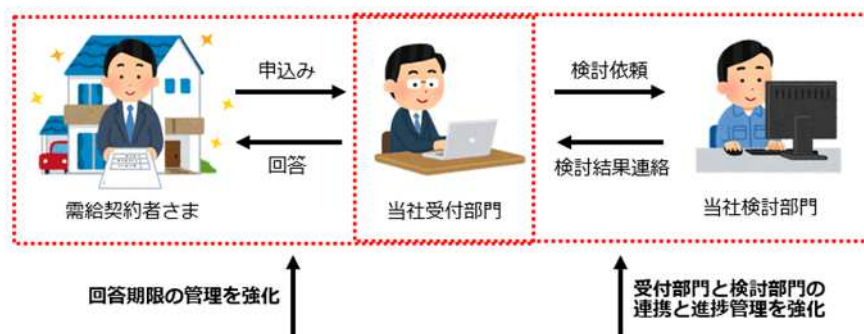 申込み
検討依頼
回答
検討結果連絡
需給契約者さま
当社受付部門
当社検討部門
回答期限の管理を強化
受付部門と検討部門の
連携と進捗管理を強化